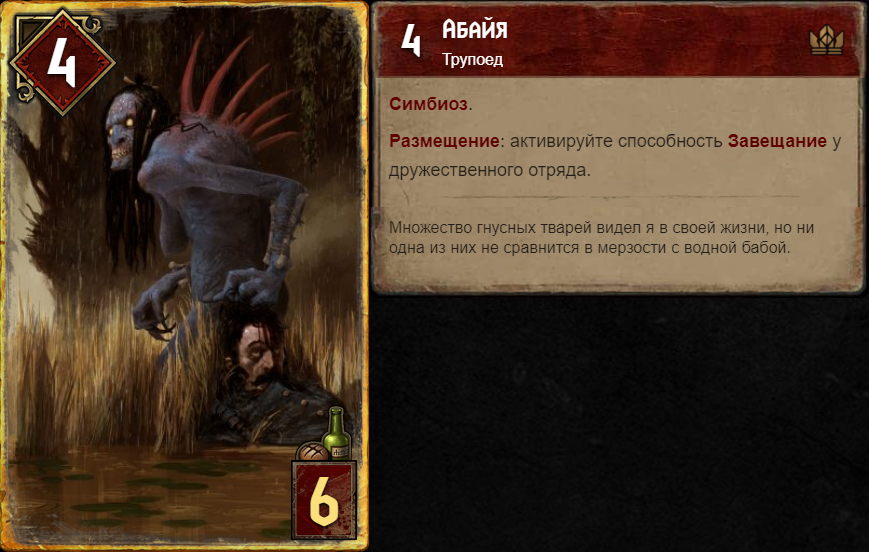 4
4
Абайя
Трупоед
Симбиоз.
Размещение: активируйте способность Завещание у
дружественного отряда.
Множество гнусных тварей видел я в своей жизни, но ни
одна из них не сравнится в мерзости с водной бабой.
6